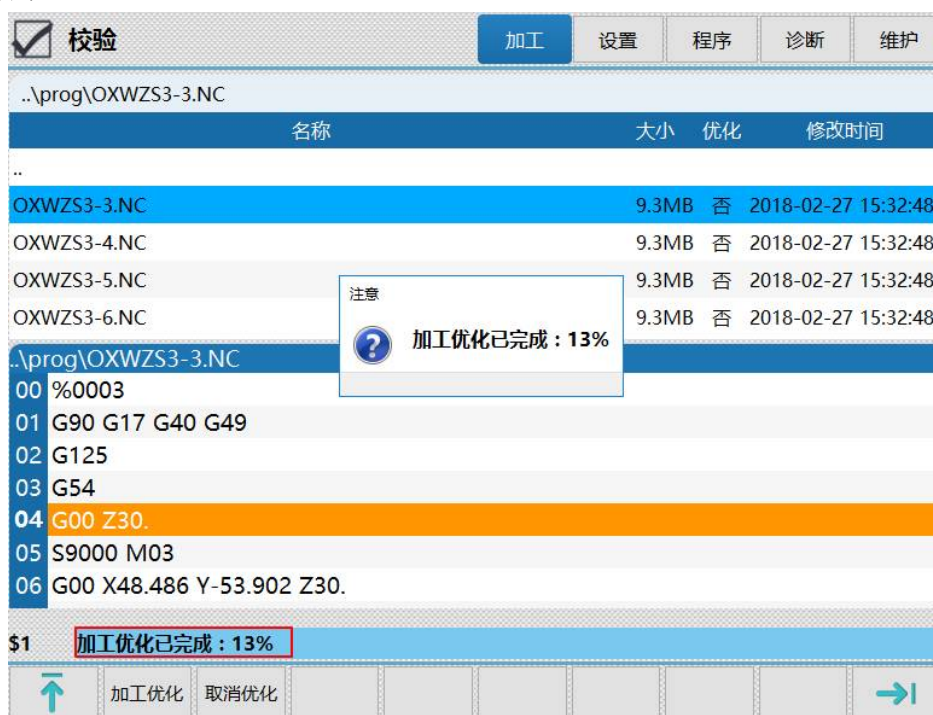 校验 加工 设置 程序 诊断 维护
..\prog\OXWZS3-3.NC
名称 大小 优化 修改时间
..
OXWZS3-3.NC 9.3MB 否 2018-02-27 15:32:48
OXWZS3-4.NC 9.3MB 否 2018-02-27 15:32:48
OXWZS3-5.NC 9.3MB 否 2018-02-27 15:32:48
OXWZS3-6.NC 9.3MB 否 2018-02-27 15:32:48
注意
加工优化已完成：13%
..\prog\OXWZS3-3.NC
00 %0003
01 G90 G17 G40 G49
02 G125
03 G54
04 G00 Z30.
05 S9000 M03
06 G00 X48.486 Y-53.902 Z30.
$1 加工优化已完成：13%
加工优化 取消优化